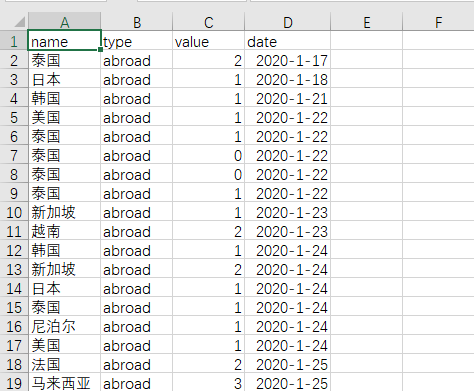 A B C D E F
1 name type value date
2 泰国 abroad 2 2020-1-17
3 日本 abroad 1 2020-1-18
4 韩国 abroad 1 2020-1-21
5 美国 abroad 1 2020-1-22
6 泰国 abroad 1 2020-1-22
7 泰国 abroad 0 2020-1-22
8 泰国 abroad 0 2020-1-22
9 泰国 abroad 1 2020-1-22
10 新加坡 abroad 1 2020-1-23
11 越南 abroad 2 2020-1-23
12 韩国 abroad 1 2020-1-24
13 新加坡 abroad 2 2020-1-24
14 日本 abroad 1 2020-1-24
15 泰国 abroad 1 2020-1-24
16 尼泊尔 abroad 1 2020-1-24
17 美国 abroad 1 2020-1-24
18 法国 abroad 2 2020-1-25
19 马来西亚 abroad 3 2020-1-25